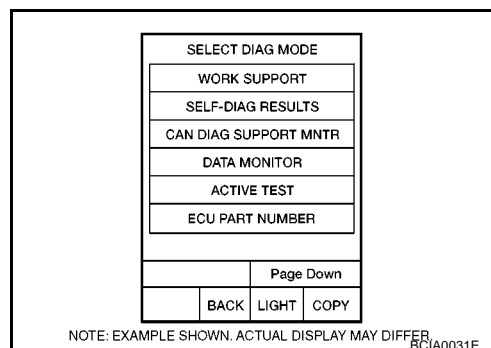 SELECT DIAG MODE
WORK SUPPORT
SELF-DIAG RESULTS
CAN DIAG SUPPORT MNTR
DATA MONITOR
ACTIVE TEST
ECU PART NUMBER
Page Down
BACK LIGHT COPY
NOTE: EXAMPLE SHOWN. ACTUAL DISPLAY MAY DIFFER
BCIA0031E